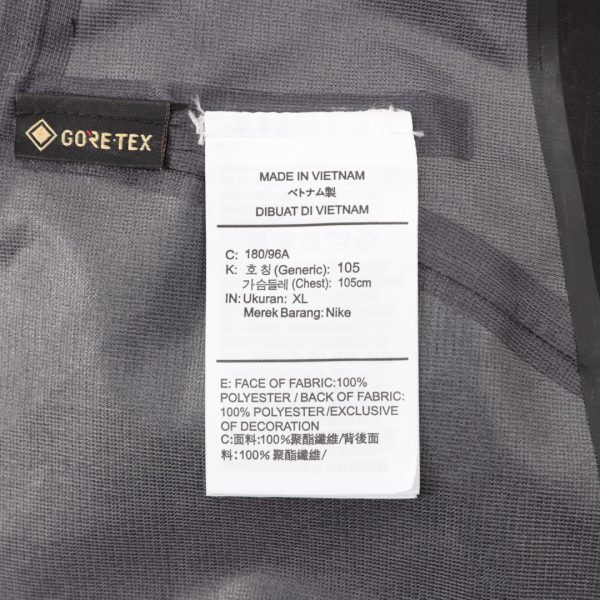 GORE-TEX
MADE IN VIETNAM
ベトナム製
DIBUAT DI VIETNAM
C: 180/96A
K: 호 칭 (Generic): 105
가슴들레 (Chest): 105cm
IN: Ukuran: XL
Merek Barang: Nike
E: FACE OF FABRIC:100%
POLYESTER / BACK OF FABRIC:
100% POLYESTER/EXCLUSIVE
OF DECORATION
C:面料:100%聚酯纖維/背後面
料:100%聚酯纖維/